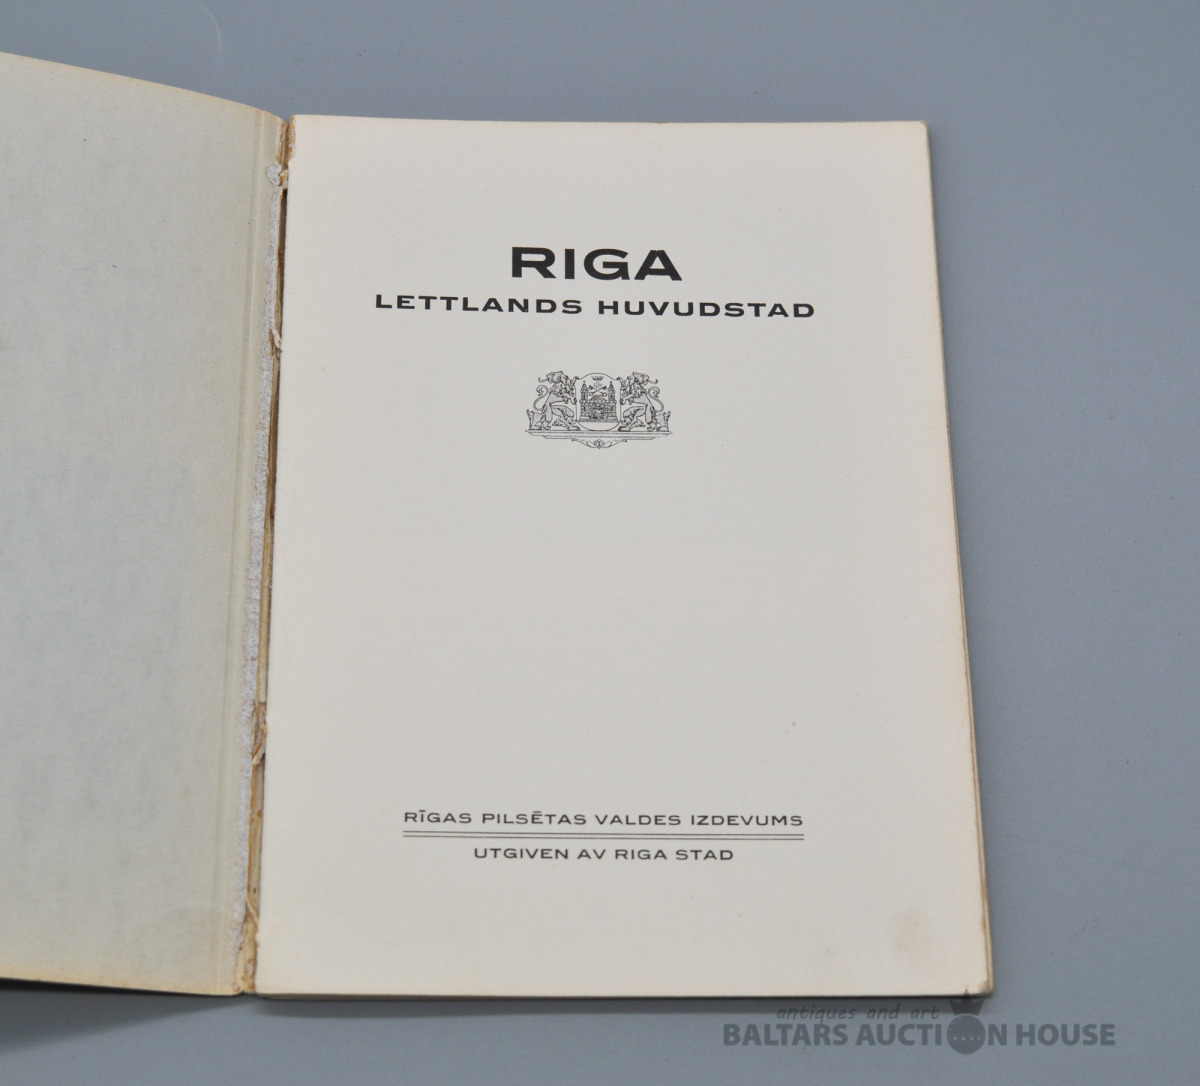 RIGA
LETTLANDS HUVUDSTAD
RĪGAS PILSĒTAS VALDES IZDEVUMS
UTGIVEN AV RIGA STAD
antiques and art
BALTARS AUCTION HOUSE